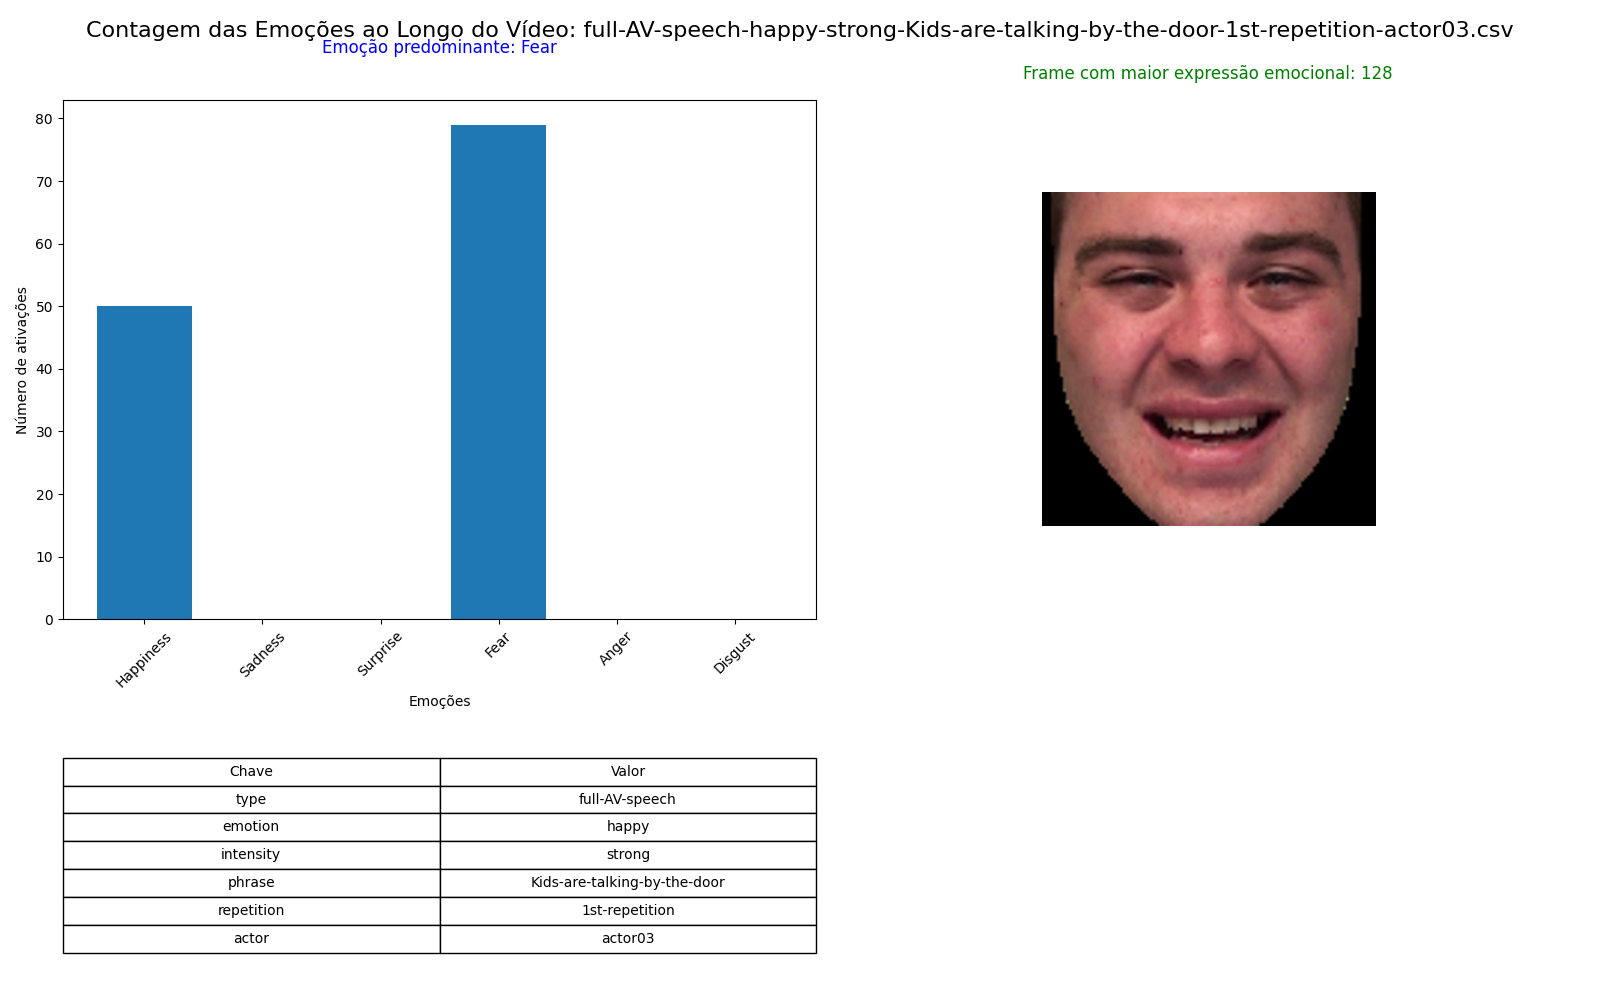 Contagem das Emoções ao Longo do Vídeo: full-AV-speech-happy-strong-Kids-are-talking-by-the-door-1st-repetition-actor03.csv
Emoção predominante: Fear
Frame com maior expressão emocional: 128
80
70
60
50
40
30
20
10
0
Número de ativações
Happiness
Sadness
Surprise
Fear
Anger
Disgust
Emoções
Chave Valor
type full-AV-speech
emotion happy
intensity strong
phrase Kids-are-talking-by-the-door
repetition 1st-repetition
actor actor03